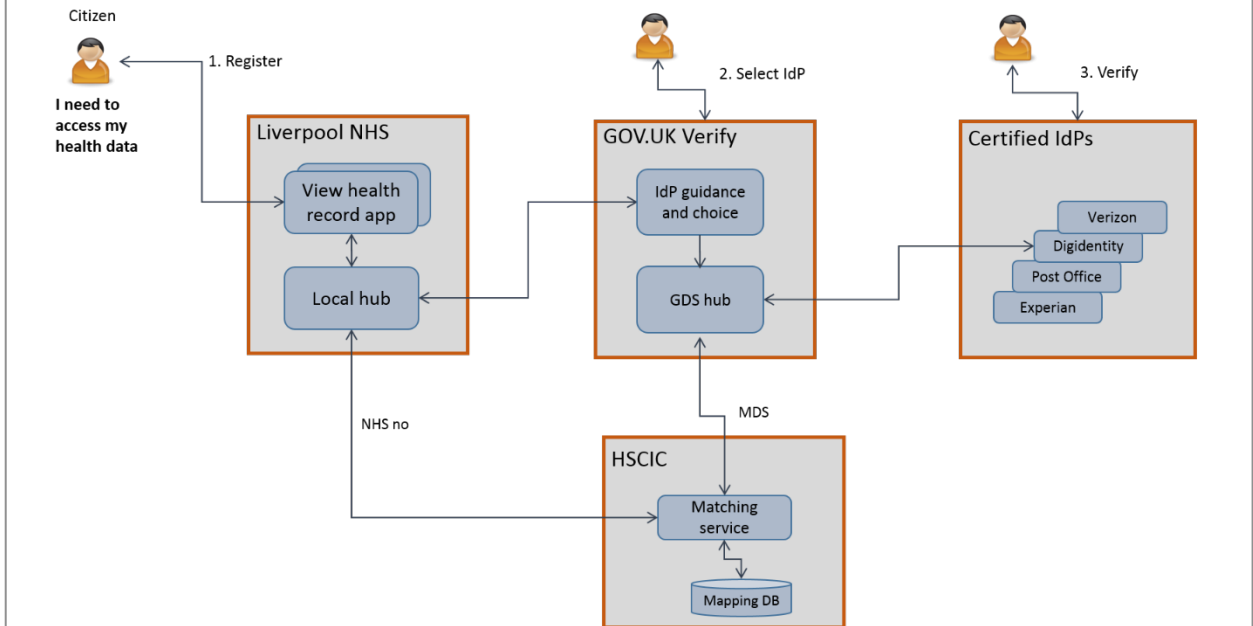 Citizen
1. Register
I need to
access my
health data
2. Select IdP
3. Verify
Liverpool NHS
View health
record app
Local hub
GOV.UK Verify
IdP guidance
and choice
GDS hub
Certified IdPs
Verizon
Digidentity
Post Office
Experian
NHS no
MDS
HSCIC
Matching
service
Mapping DB